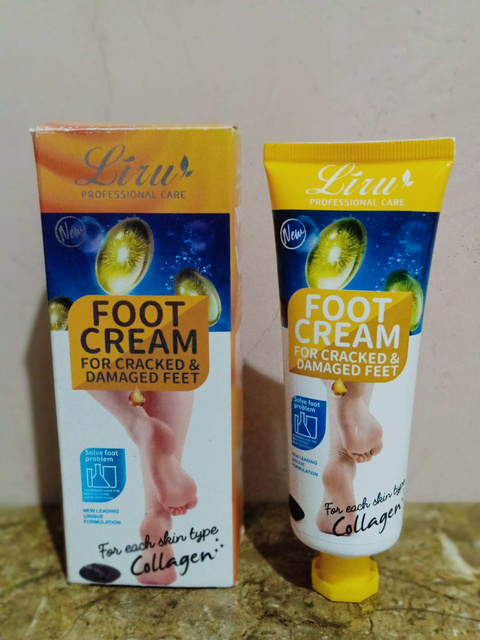 Liru
PROFESSIONAL CARE
New
FOOT
CREAM
FOR CRACKED &
DAMAGED FEET
Solve foot
problem
NEW LEADING
UNIQUE
FORMULATION
For each skin type
Collagen
Liru
PROFESSIONAL CARE
New
FOOT
CREAM
FOR CRACKED &
DAMAGED FEET
Solve foot
problem
NEW LEADING
UNIQUE
FORMULATION
For each skin type
Collagen